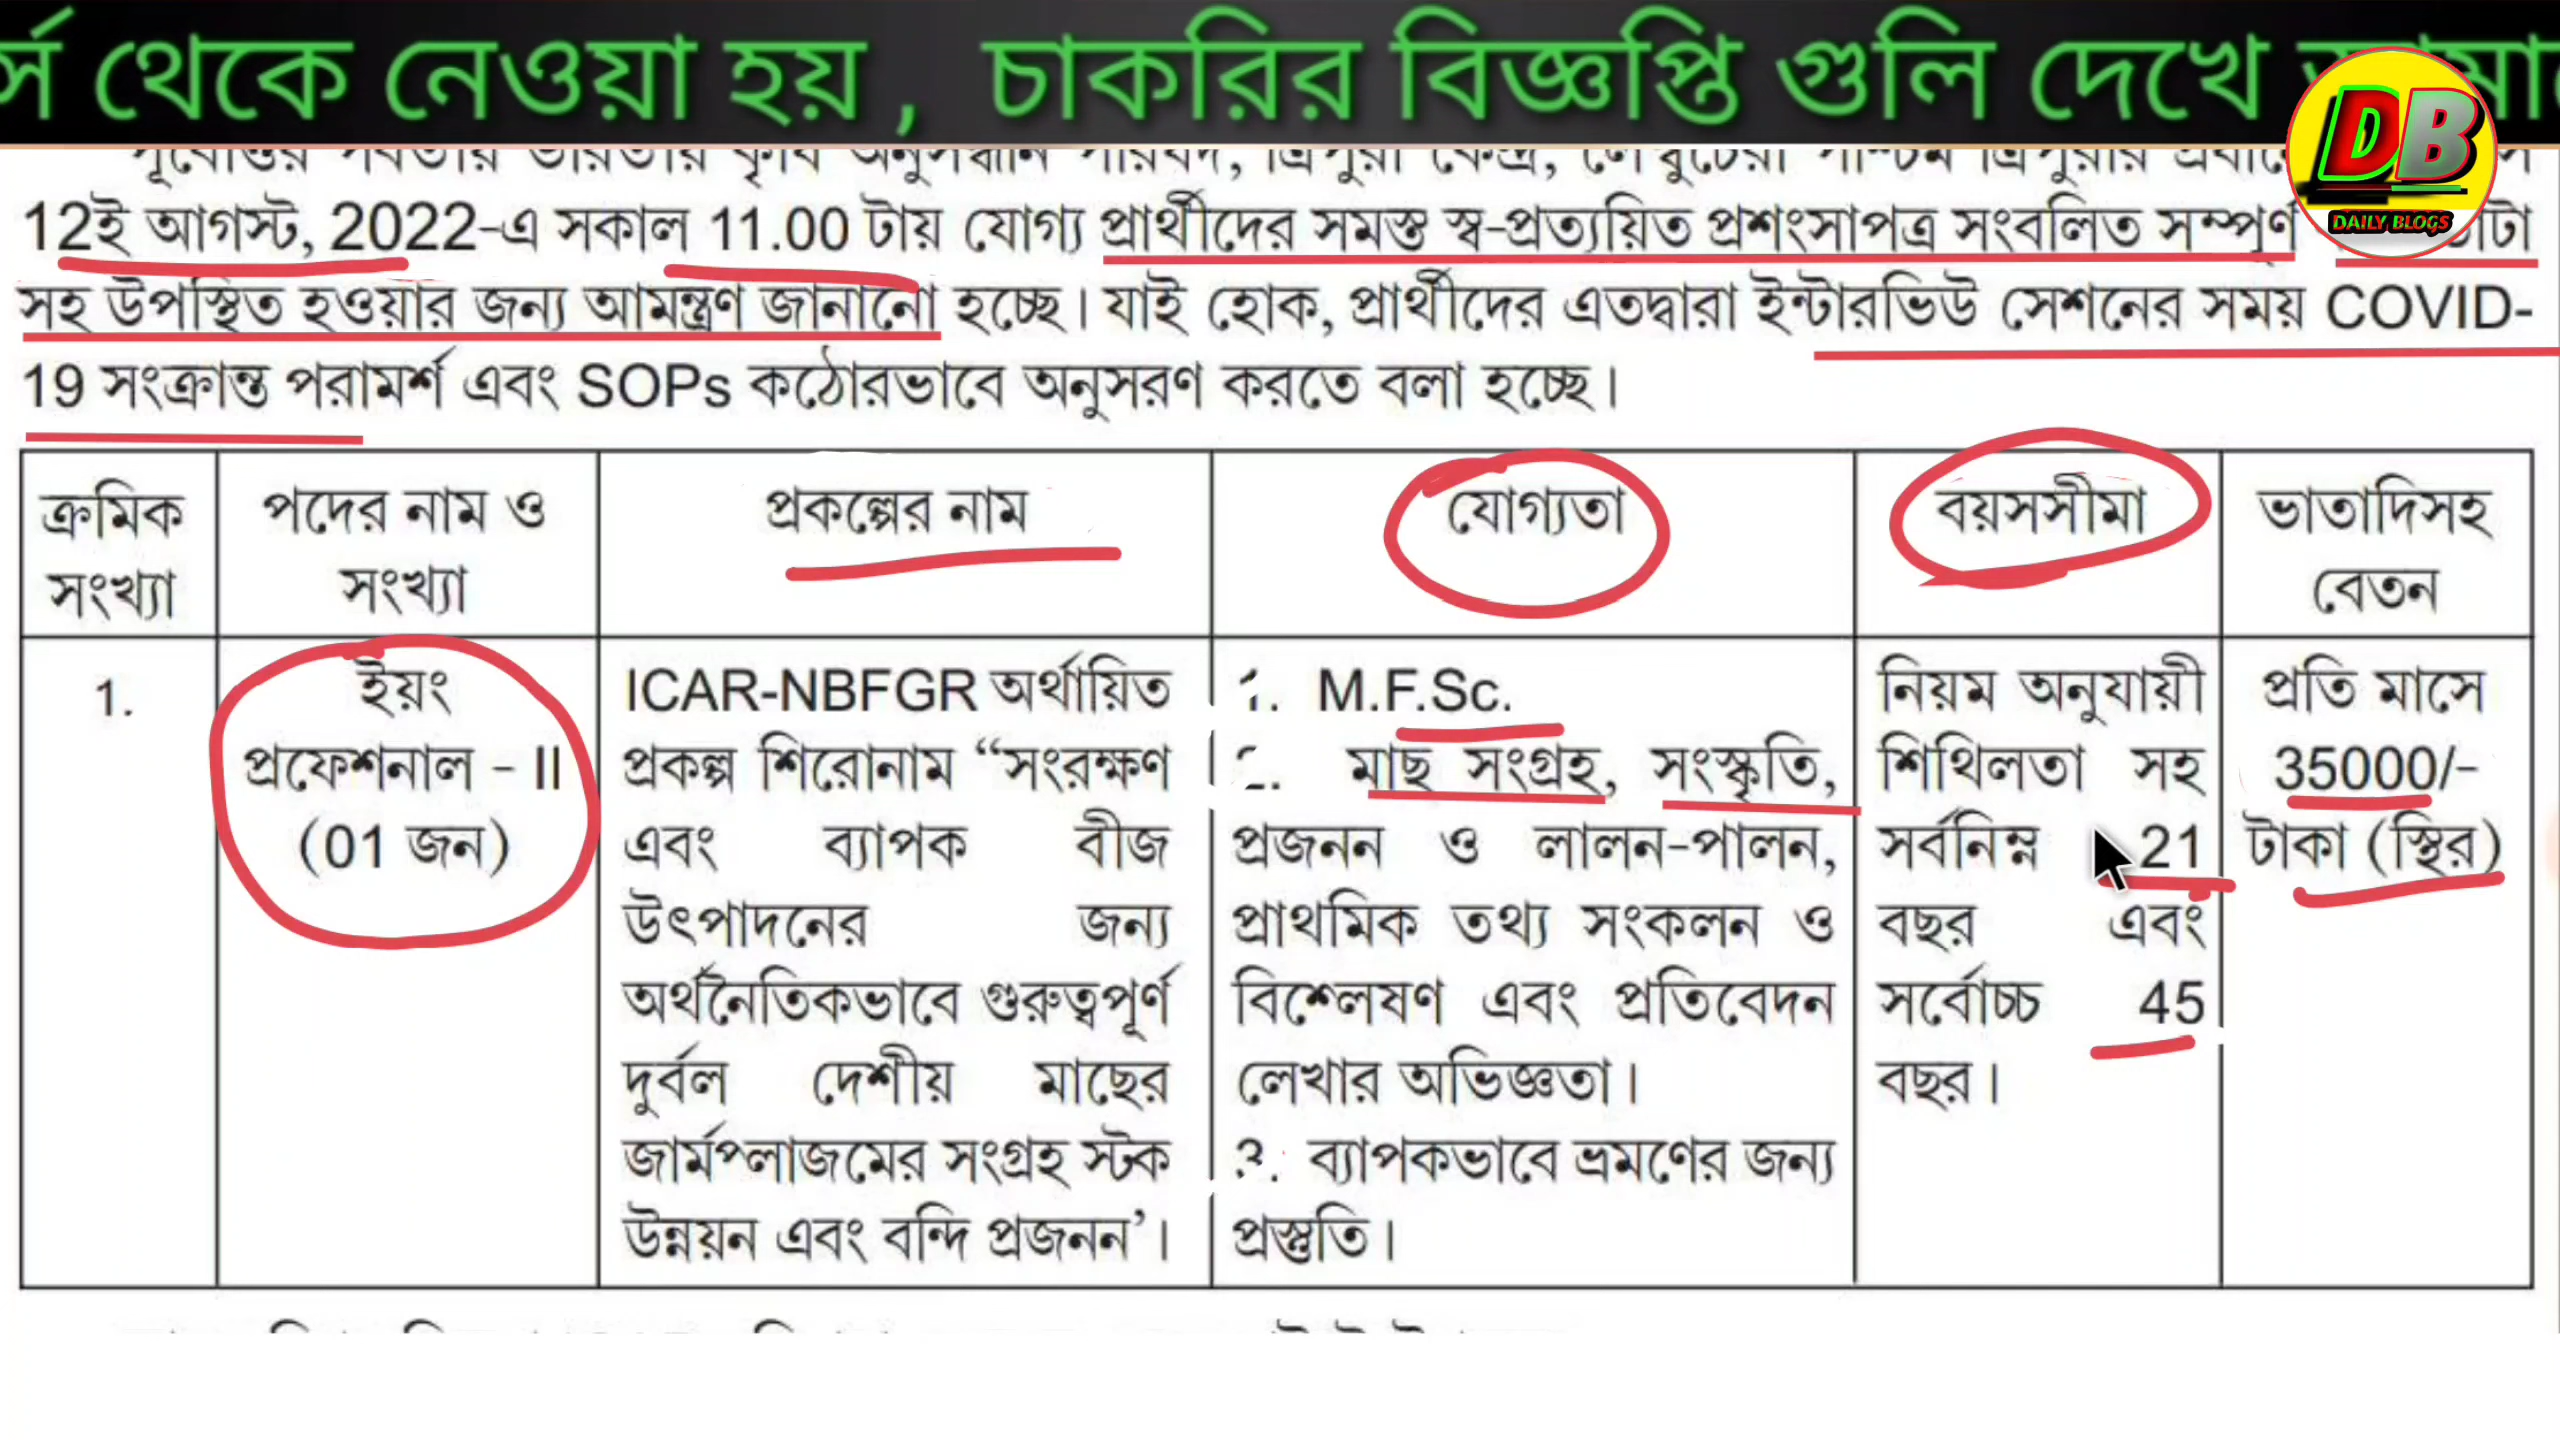 থেকে নেওয়া হয় , চাকরির বিজ্ঞপ্তি গুলি দেখে
DB
DAILY BLOGS
12ই আগস্ট, 2022-এ সকাল 11.00 টায় যোগ্য প্রার্থীদের সমস্ত স্ব-প্রত্যয়িত প্রশংসাপত্র সংবলিত সম্পূর্ণ
সহ উপস্থিত হওয়ার জন্য আমন্ত্রণ জানানো হচ্ছে। যাই হোক, প্রার্থীদের এতদ্বারা ইন্টারভিউ সেশনের সময় COVID-
19 সংক্রান্ত পরামর্শ এবং SOPs কঠোরভাবে অনুসরণ করতে বলা হচ্ছে।
ক্রমিক
সংখ্যা
পদের নাম ও
সংখ্যা
প্রকল্পের নাম
যোগ্যতা
বয়সসীমা
ভাতাদিসহ
বেতন
1.
ইয়ং
প্রফেশনাল - II
(01 জন)
ICAR-NBFGR অর্থায়িত
প্রকল্প শিরোনাম “সংরক্ষণ
এবং ব্যাপক বীজ
উৎপাদনের জন্য
অর্থনৈতিকভাবে গুরুত্বপূর্ণ
দুর্বল দেশীয় মাছের
জার্মপ্লাজমের সংগ্রহ স্টক
উন্নয়ন এবং বন্দি প্রজনন’।
1. M.F.Sc.
2. মাছ সংগ্রহ, সংস্কৃতি,
প্রজনন ও লালন-পালন,
প্রাথমিক তথ্য সংকলন ও
বিশ্লেষণ এবং প্রতিবেদন
লেখার অভিজ্ঞতা।
3. ব্যাপকভাবে ভ্রমণের জন্য
প্রস্তুতি।
নিয়ম অনুযায়ী
শিথিলতা সহ
সর্বনিম্ন 21
বছর এবং
সর্বোচ্চ 45
বছর।
প্রতি মাসে
35000/-
টাকা (স্থির)